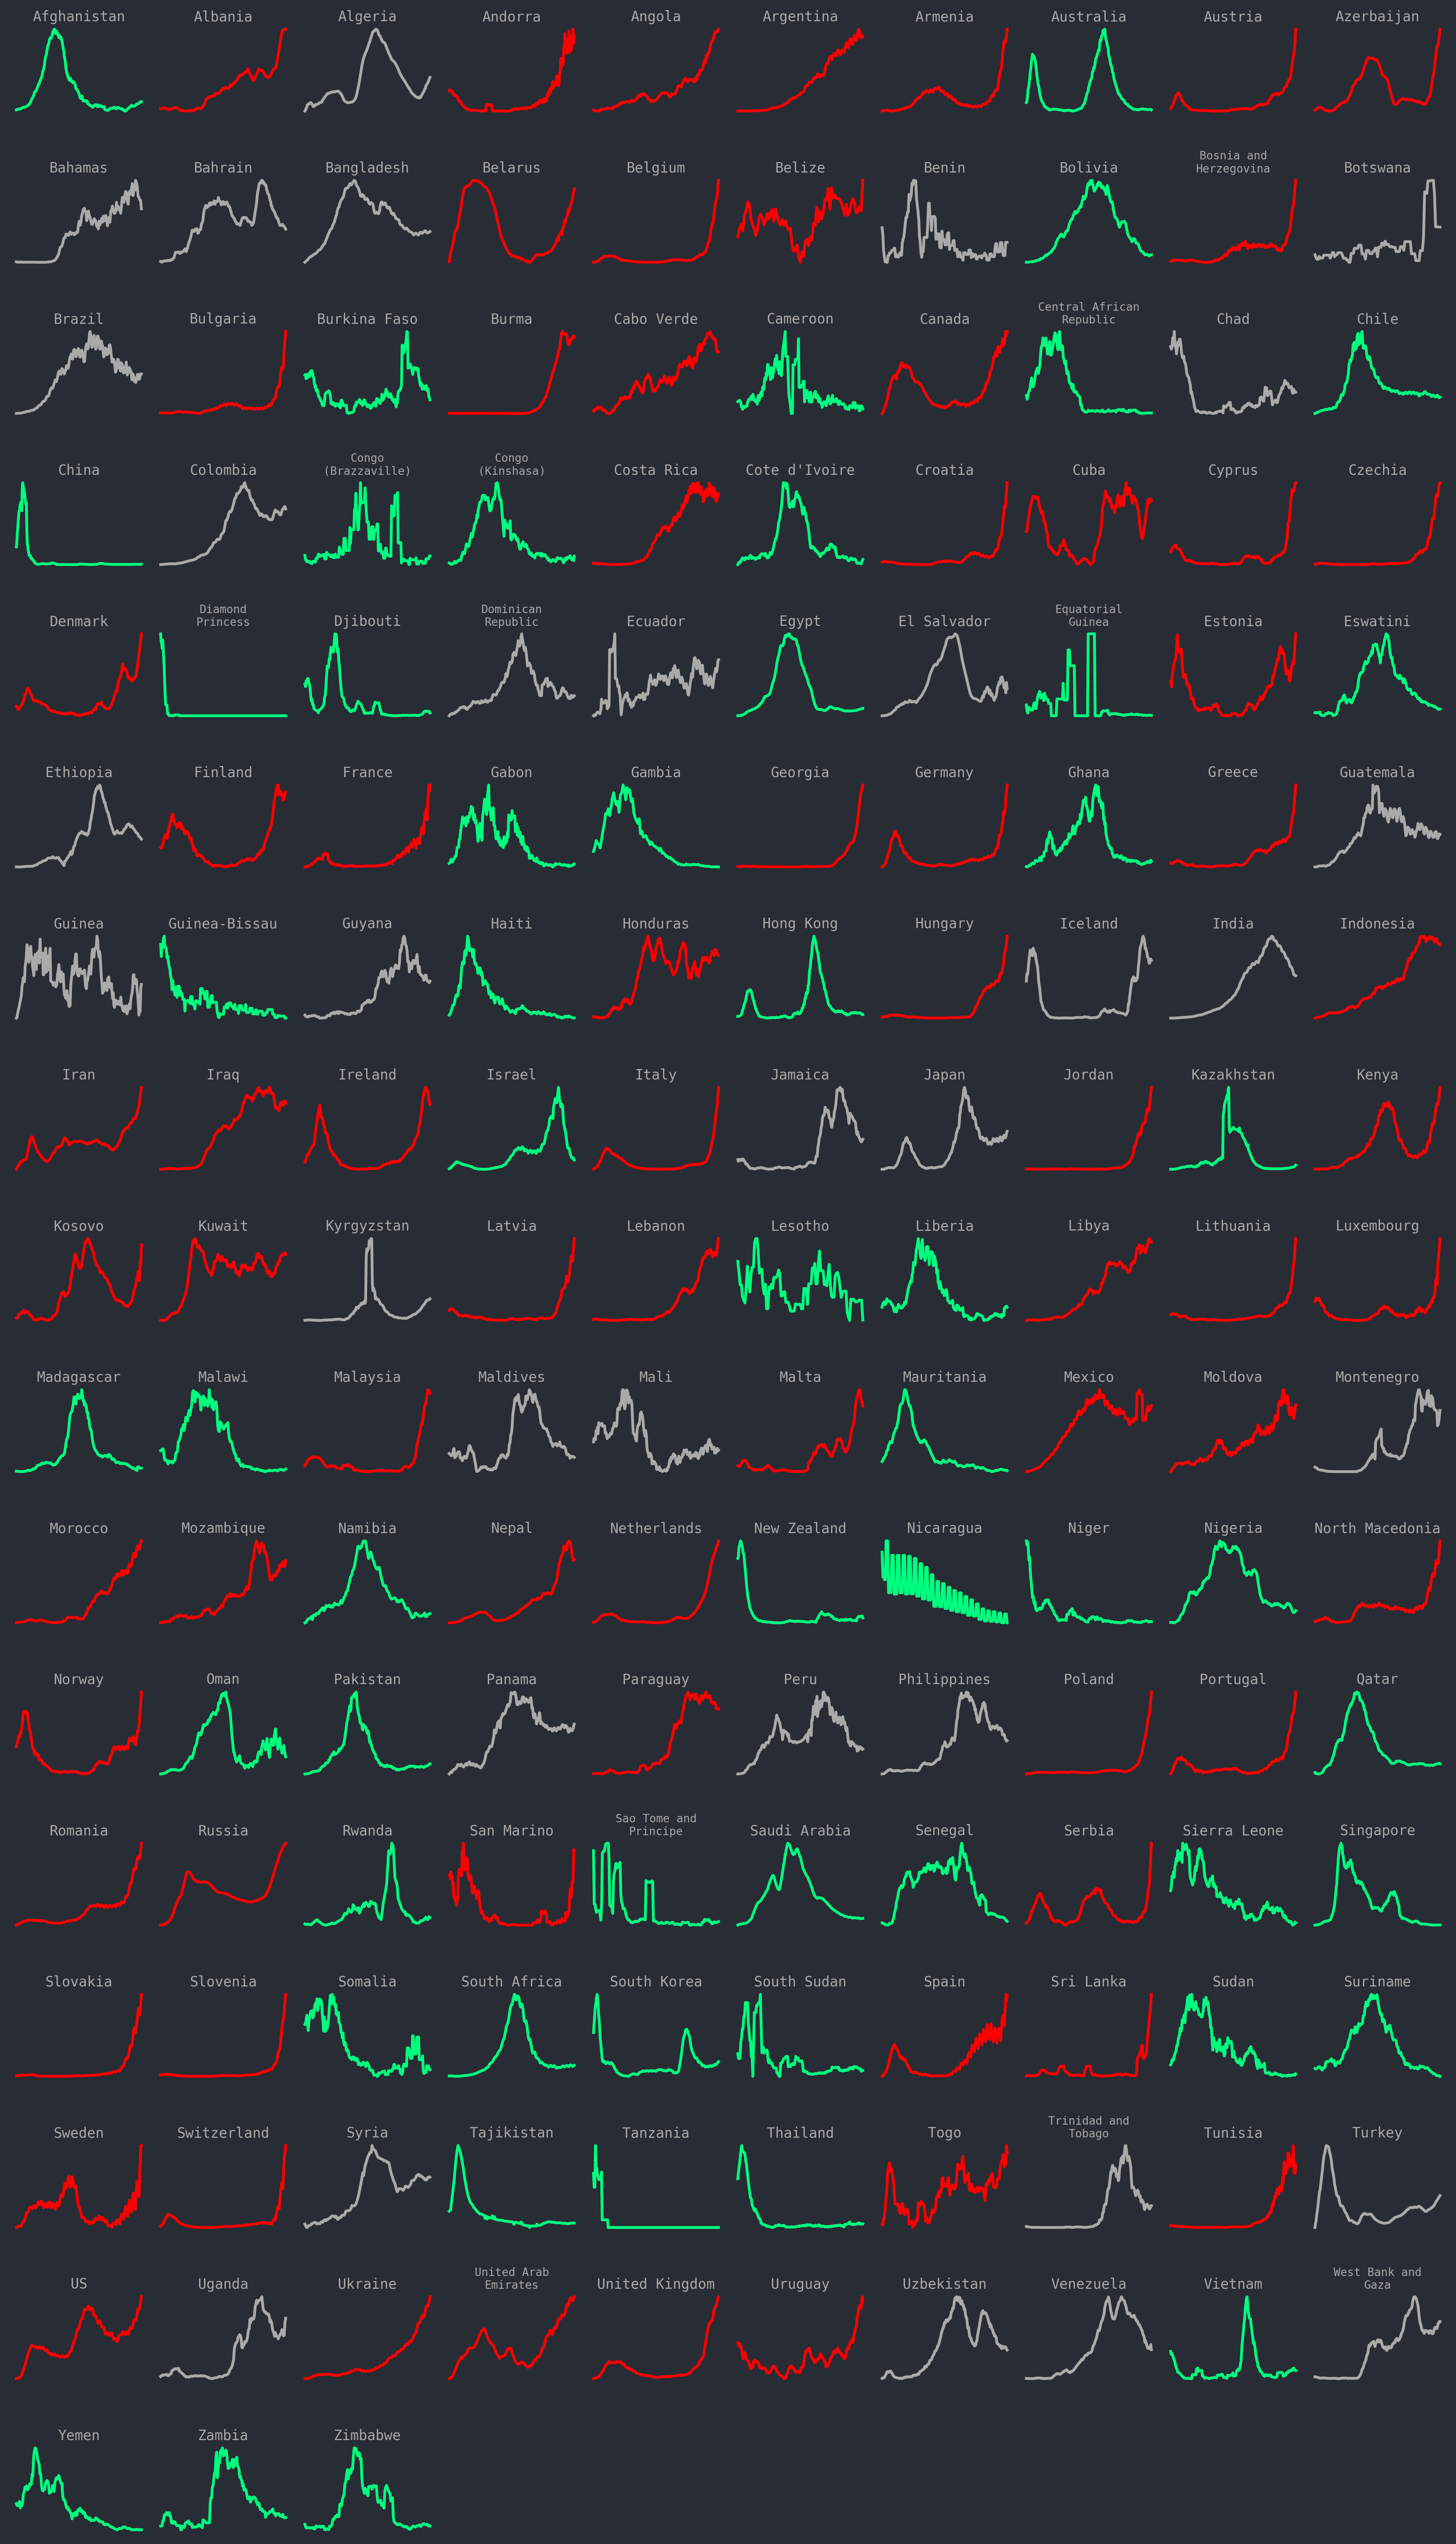 Afghanistan
Albania
Algeria
Andorra
Angola
Argentina
Armenia
Australia
Austria
Azerbaijan
Bahamas
Bahrain
Bangladesh
Belarus
Belgium
Belize
Benin
Bolivia
Bosnia and
Herzegovina
Botswana
Brazil
Bulgaria
Burkina Faso
Burma
Cabo Verde
Cameroon
Canada
Central African
Republic
Chad
Chile
China
Colombia
Congo
(Brazzaville)
Congo
(Kinshasa)
Costa Rica
Cote d'Ivoire
Croatia
Cuba
Cyprus
Czechia
Denmark
Diamond
Princess
Djibouti
Dominican
Republic
Ecuador
Egypt
El Salvador
Equatorial
Guinea
Estonia
Eswatini
Ethiopia
Finland
France
Gabon
Gambia
Georgia
Germany
Ghana
Greece
Guatemala
Guinea
Guinea-Bissau
Guyana
Haiti
Honduras
Hong Kong
Hungary
Iceland
India
Indonesia
Iran
Iraq
Ireland
Israel
Italy
Jamaica
Japan
Jordan
Kazakhstan
Kenya
Kosovo
Kuwait
Kyrgyzstan
Latvia
Lebanon
Lesotho
Liberia
Libya
Lithuania
Luxembourg
Madagascar
Malawi
Malaysia
Maldives
Mali
Malta
Mauritania
Mexico
Moldova
Montenegro
Morocco
Mozambique
Namibia
Nepal
Netherlands
New Zealand
Nicaragua
Niger
Nigeria
North Macedonia
Norway
Oman
Pakistan
Panama
Paraguay
Peru
Philippines
Poland
Portugal
Qatar
Romania
Russia
Rwanda
San Marino
Sao Tome and
Principe
Saudi Arabia
Senegal
Serbia
Sierra Leone
Singapore
Slovakia
Slovenia
Somalia
South Africa
South Korea
South Sudan
Spain
Sri Lanka
Sudan
Suriname
Sweden
Switzerland
Syria
Tajikistan
Tanzania
Thailand
Togo
Trinidad and
Tobago
Tunisia
Turkey
US
Uganda
Ukraine
United Arab
Emirates
United Kingdom
Uruguay
Uzbekistan
Venezuela
Vietnam
West Bank and
Gaza
Yemen
Zambia
Zimbabwe